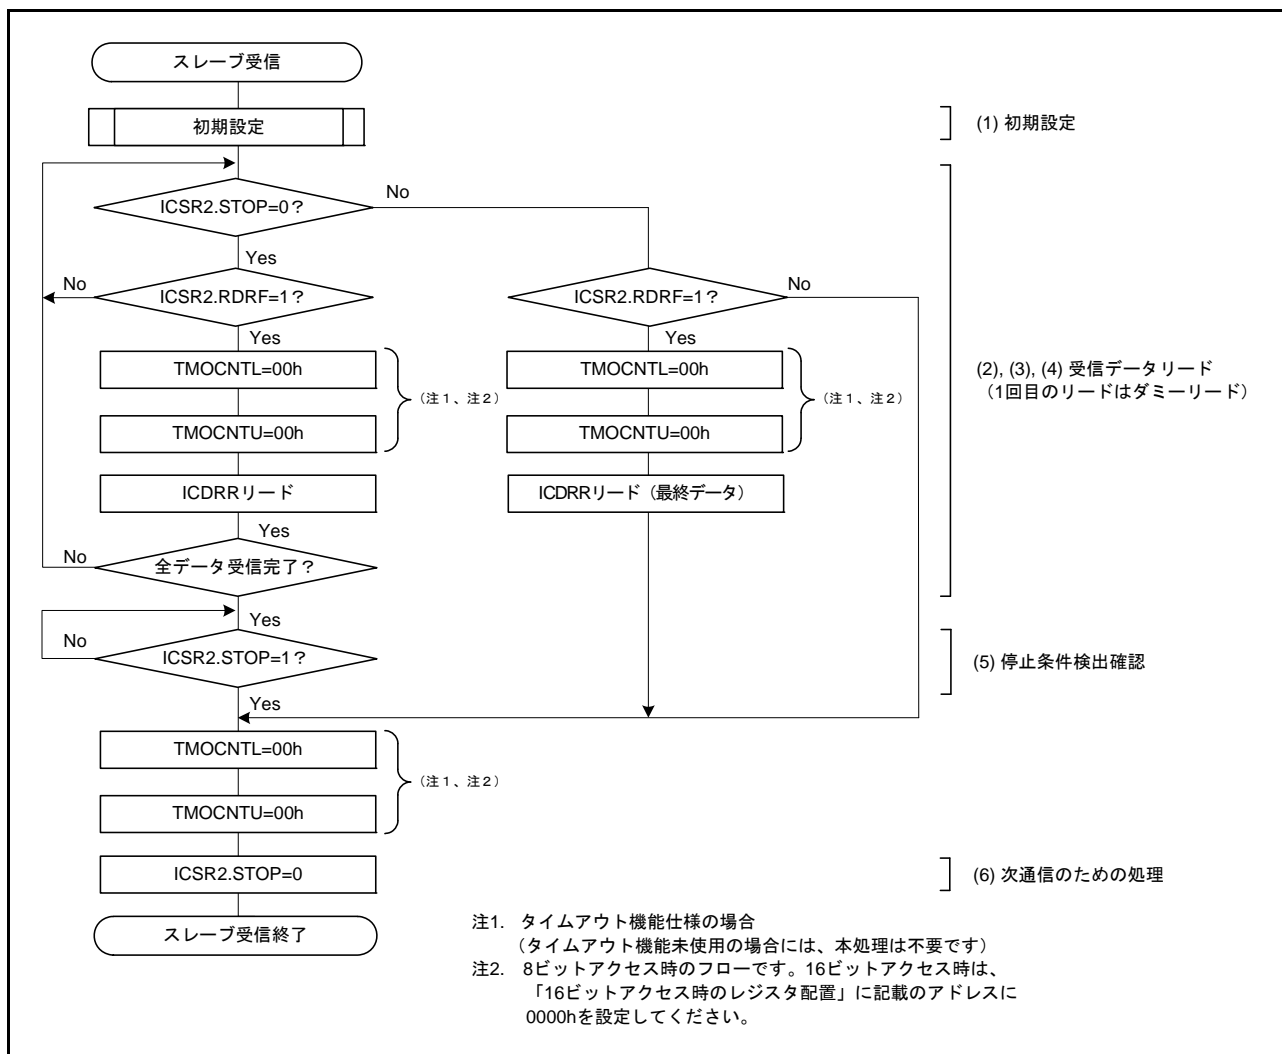 スレーブ受信
初期設定
(1) 初期設定
ICSR2.STOP=0？
No
Yes
ICSR2.RDRF=1？
No
Yes
ICSR2.RDRF=1？
No
Yes
TMOCNTL=00h
TMOCNTU=00h
（注１、注２）
TMOCNTL=00h
TMOCNTU=00h
（注１、注２）
(2), (3), (4) 受信データリード
（1回目のリードはダミーリード）
ICDRRリード
ICDRRリード（最終データ）
Yes
全データ受信完了？
No
Yes
ICSR2.STOP=1？
No
Yes
(5) 停止条件検出確認
TMOCNTL=00h
TMOCNTU=00h
（注１、注２）
ICSR2.STOP=0
(6) 次通信のための処理
スレーブ受信終了
注1. タイムアウト機能仕様の場合
（タイムアウト機能未使用の場合には、本処理は不要です）
注2. 8ビットアクセス時のフローです。16ビットアクセス時は、
「16ビットアクセス時のレジスタ配置」に記載のアドレスに
0000hを設定してください。